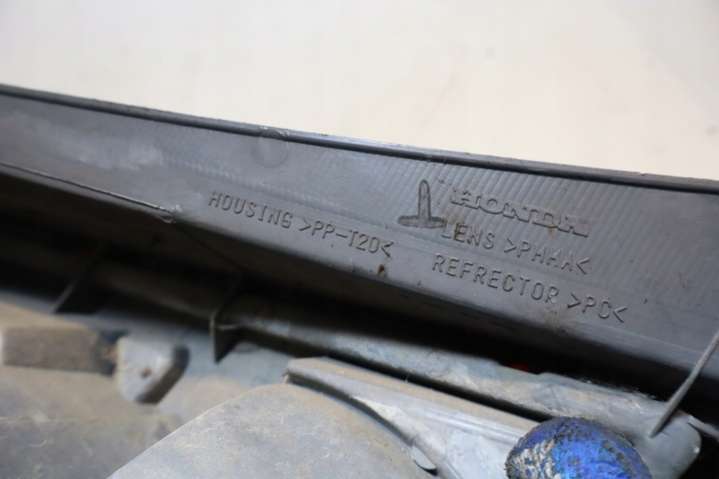 HONDA
HOUSING >PP-T20<
LENS >PMMA<
REFRECTOR >PC<